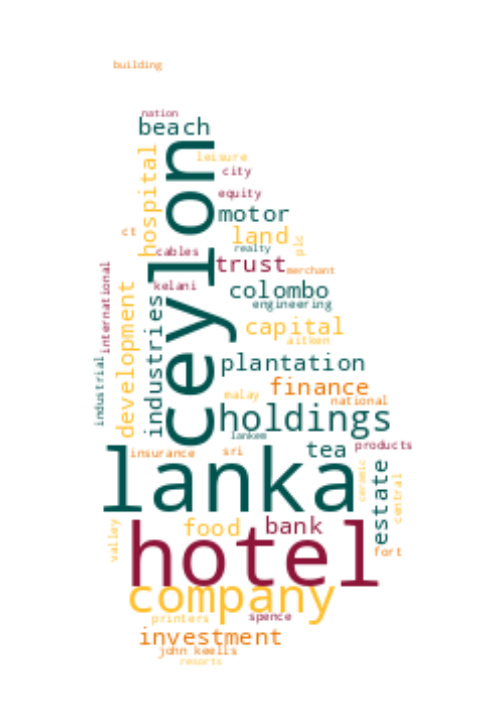 building
nation
beach
hospital
ceylon
leisure
city
equity
motor
ct
land
realty
plc
cables
trust
merchant
international
kelani
colombo
engineering
development
industries
capital
aitken
industrial
plantation
finance
malay
national
holdings
lankem
insurance
sri
tea
products
lanka
ceramic
estate
central
valley
food
bank
hotel
fort
company
printers
spence
investment
john keells
resorts